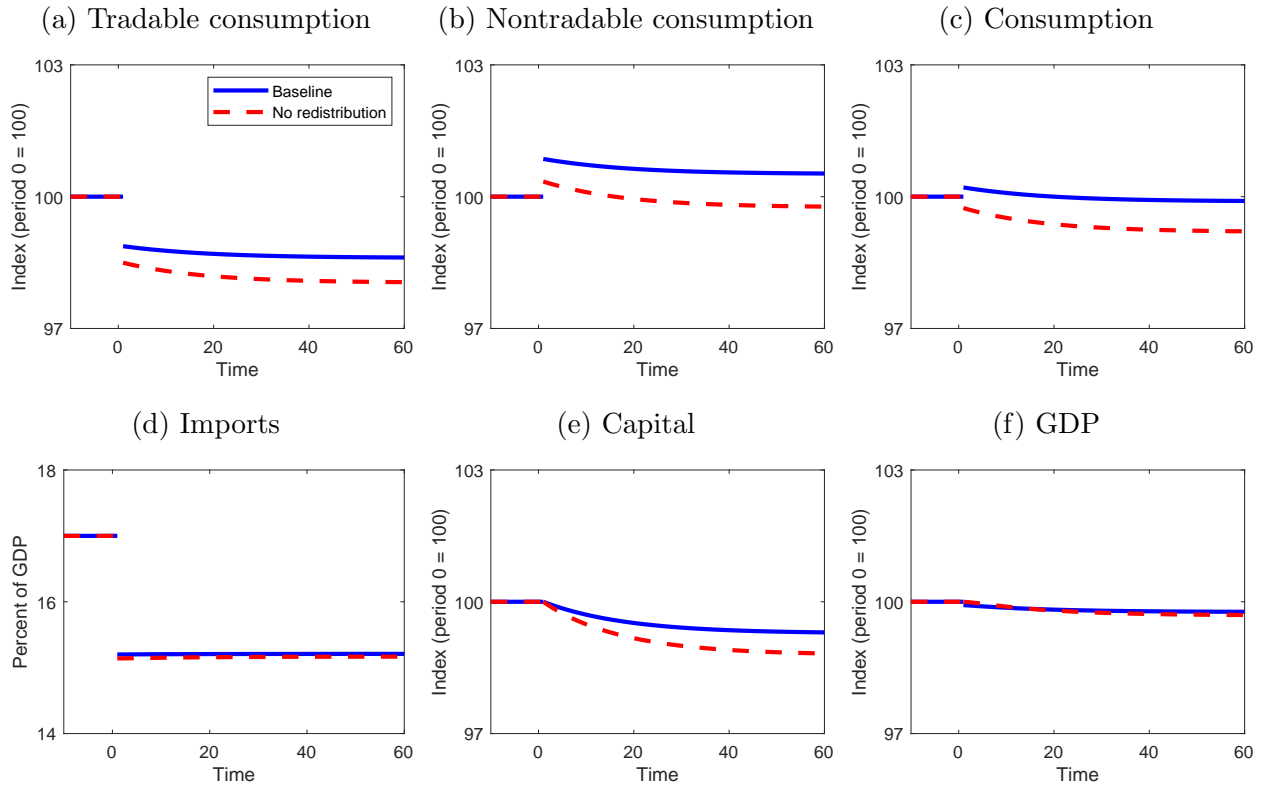 (a) Tradable consumption
103
100
97
Index (period 0 = 100)
0 20 40 60
Time
Baseline
No redistribution
(b) Nontradable consumption
103
100
97
Index (period 0 = 100)
0 20 40 60
Time
(c) Consumption
103
100
97
Index (period 0 = 100)
0 20 40 60
Time
(d) Imports
18
16
14
Percent of GDP
0 20 40 60
Time
(e) Capital
103
100
97
Index (period 0 = 100)
0 20 40 60
Time
(f) GDP
103
100
97
Index (period 0 = 100)
0 20 40 60
Time